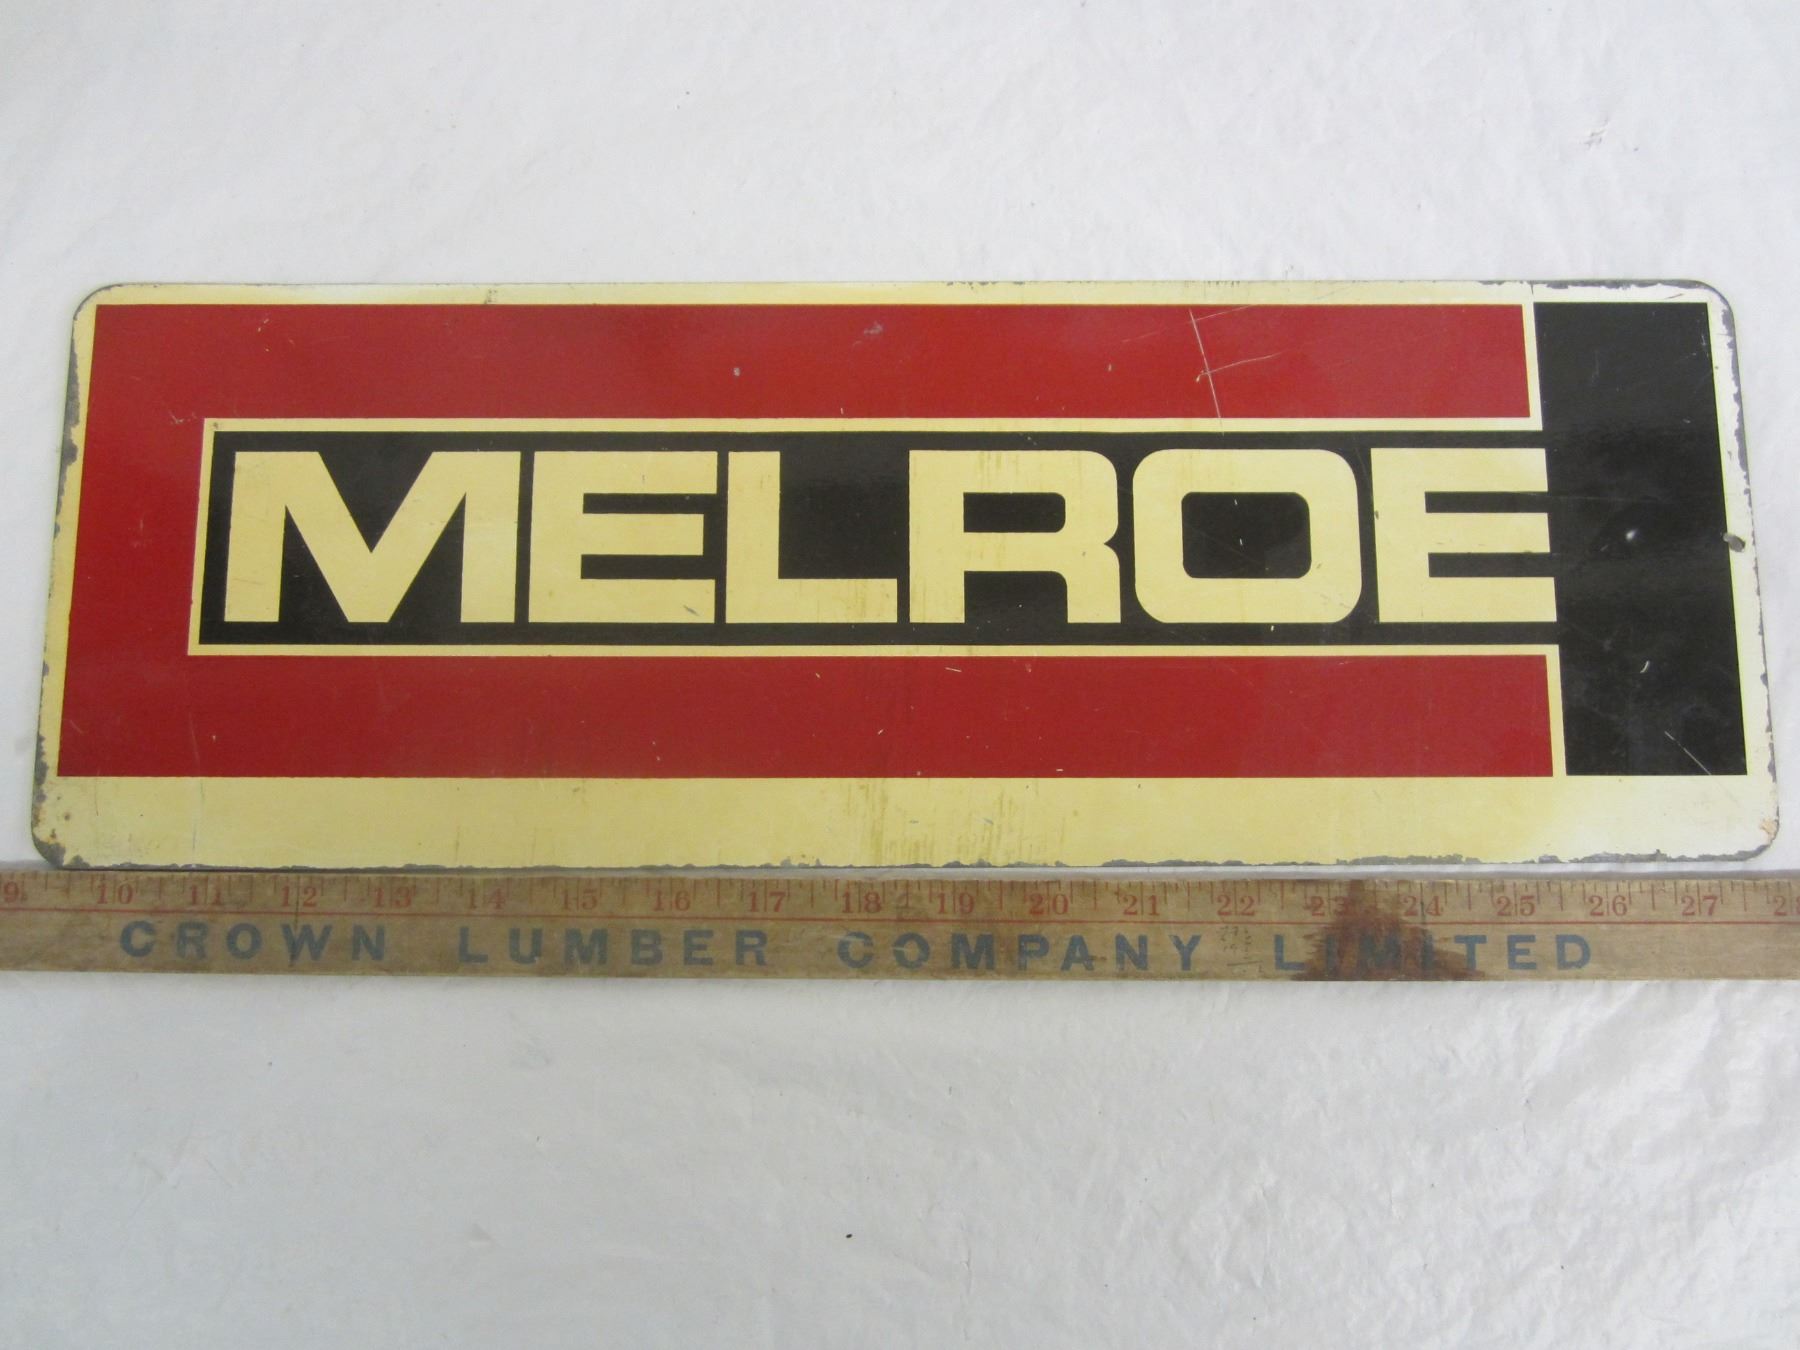 MELROE
9 10 11 12 13 14 15 16 17 18 19 20 21 22 23 24 25 26 27 28
CROWN LUMBER COMPANY LIMITED